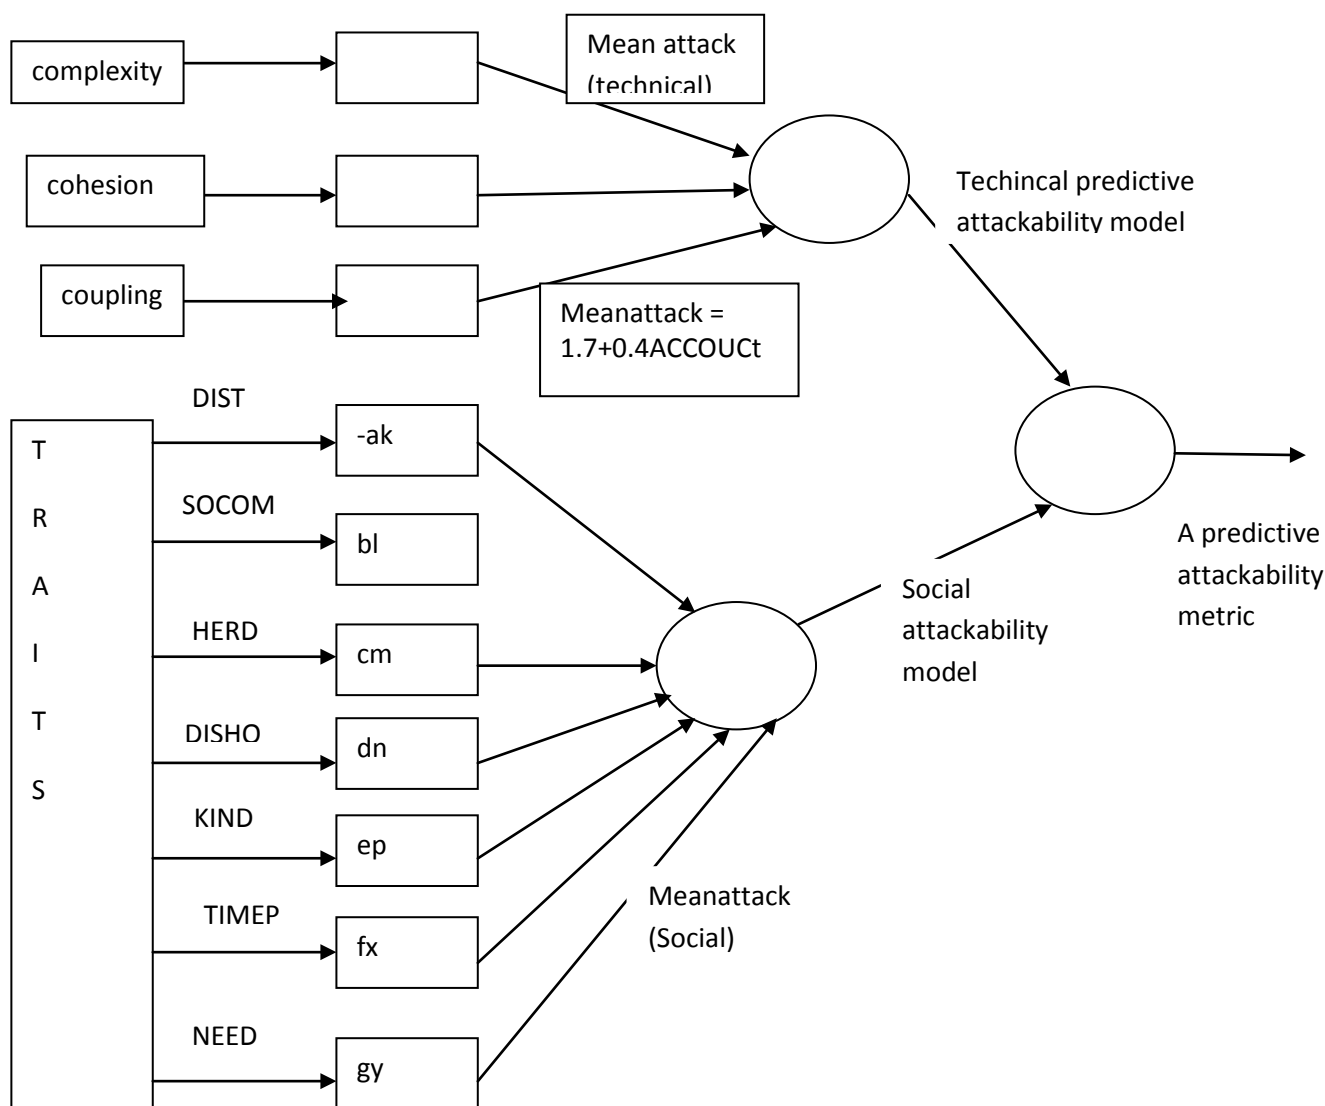 complexity
Mean attack
(technical)
cohesion
Techincal predictive
attackability model
coupling
Meanattack =
1.7+0.4ACCOUCt
T
R
A
I
T
S
DIST
-ak
SOCOM
bl
HERD
cm
DISHO
dn
KIND
ep
TIMEP
fx
NEED
gy
Social
attackability
model
A predictive
attackability
metric
Meanattack
(Social)